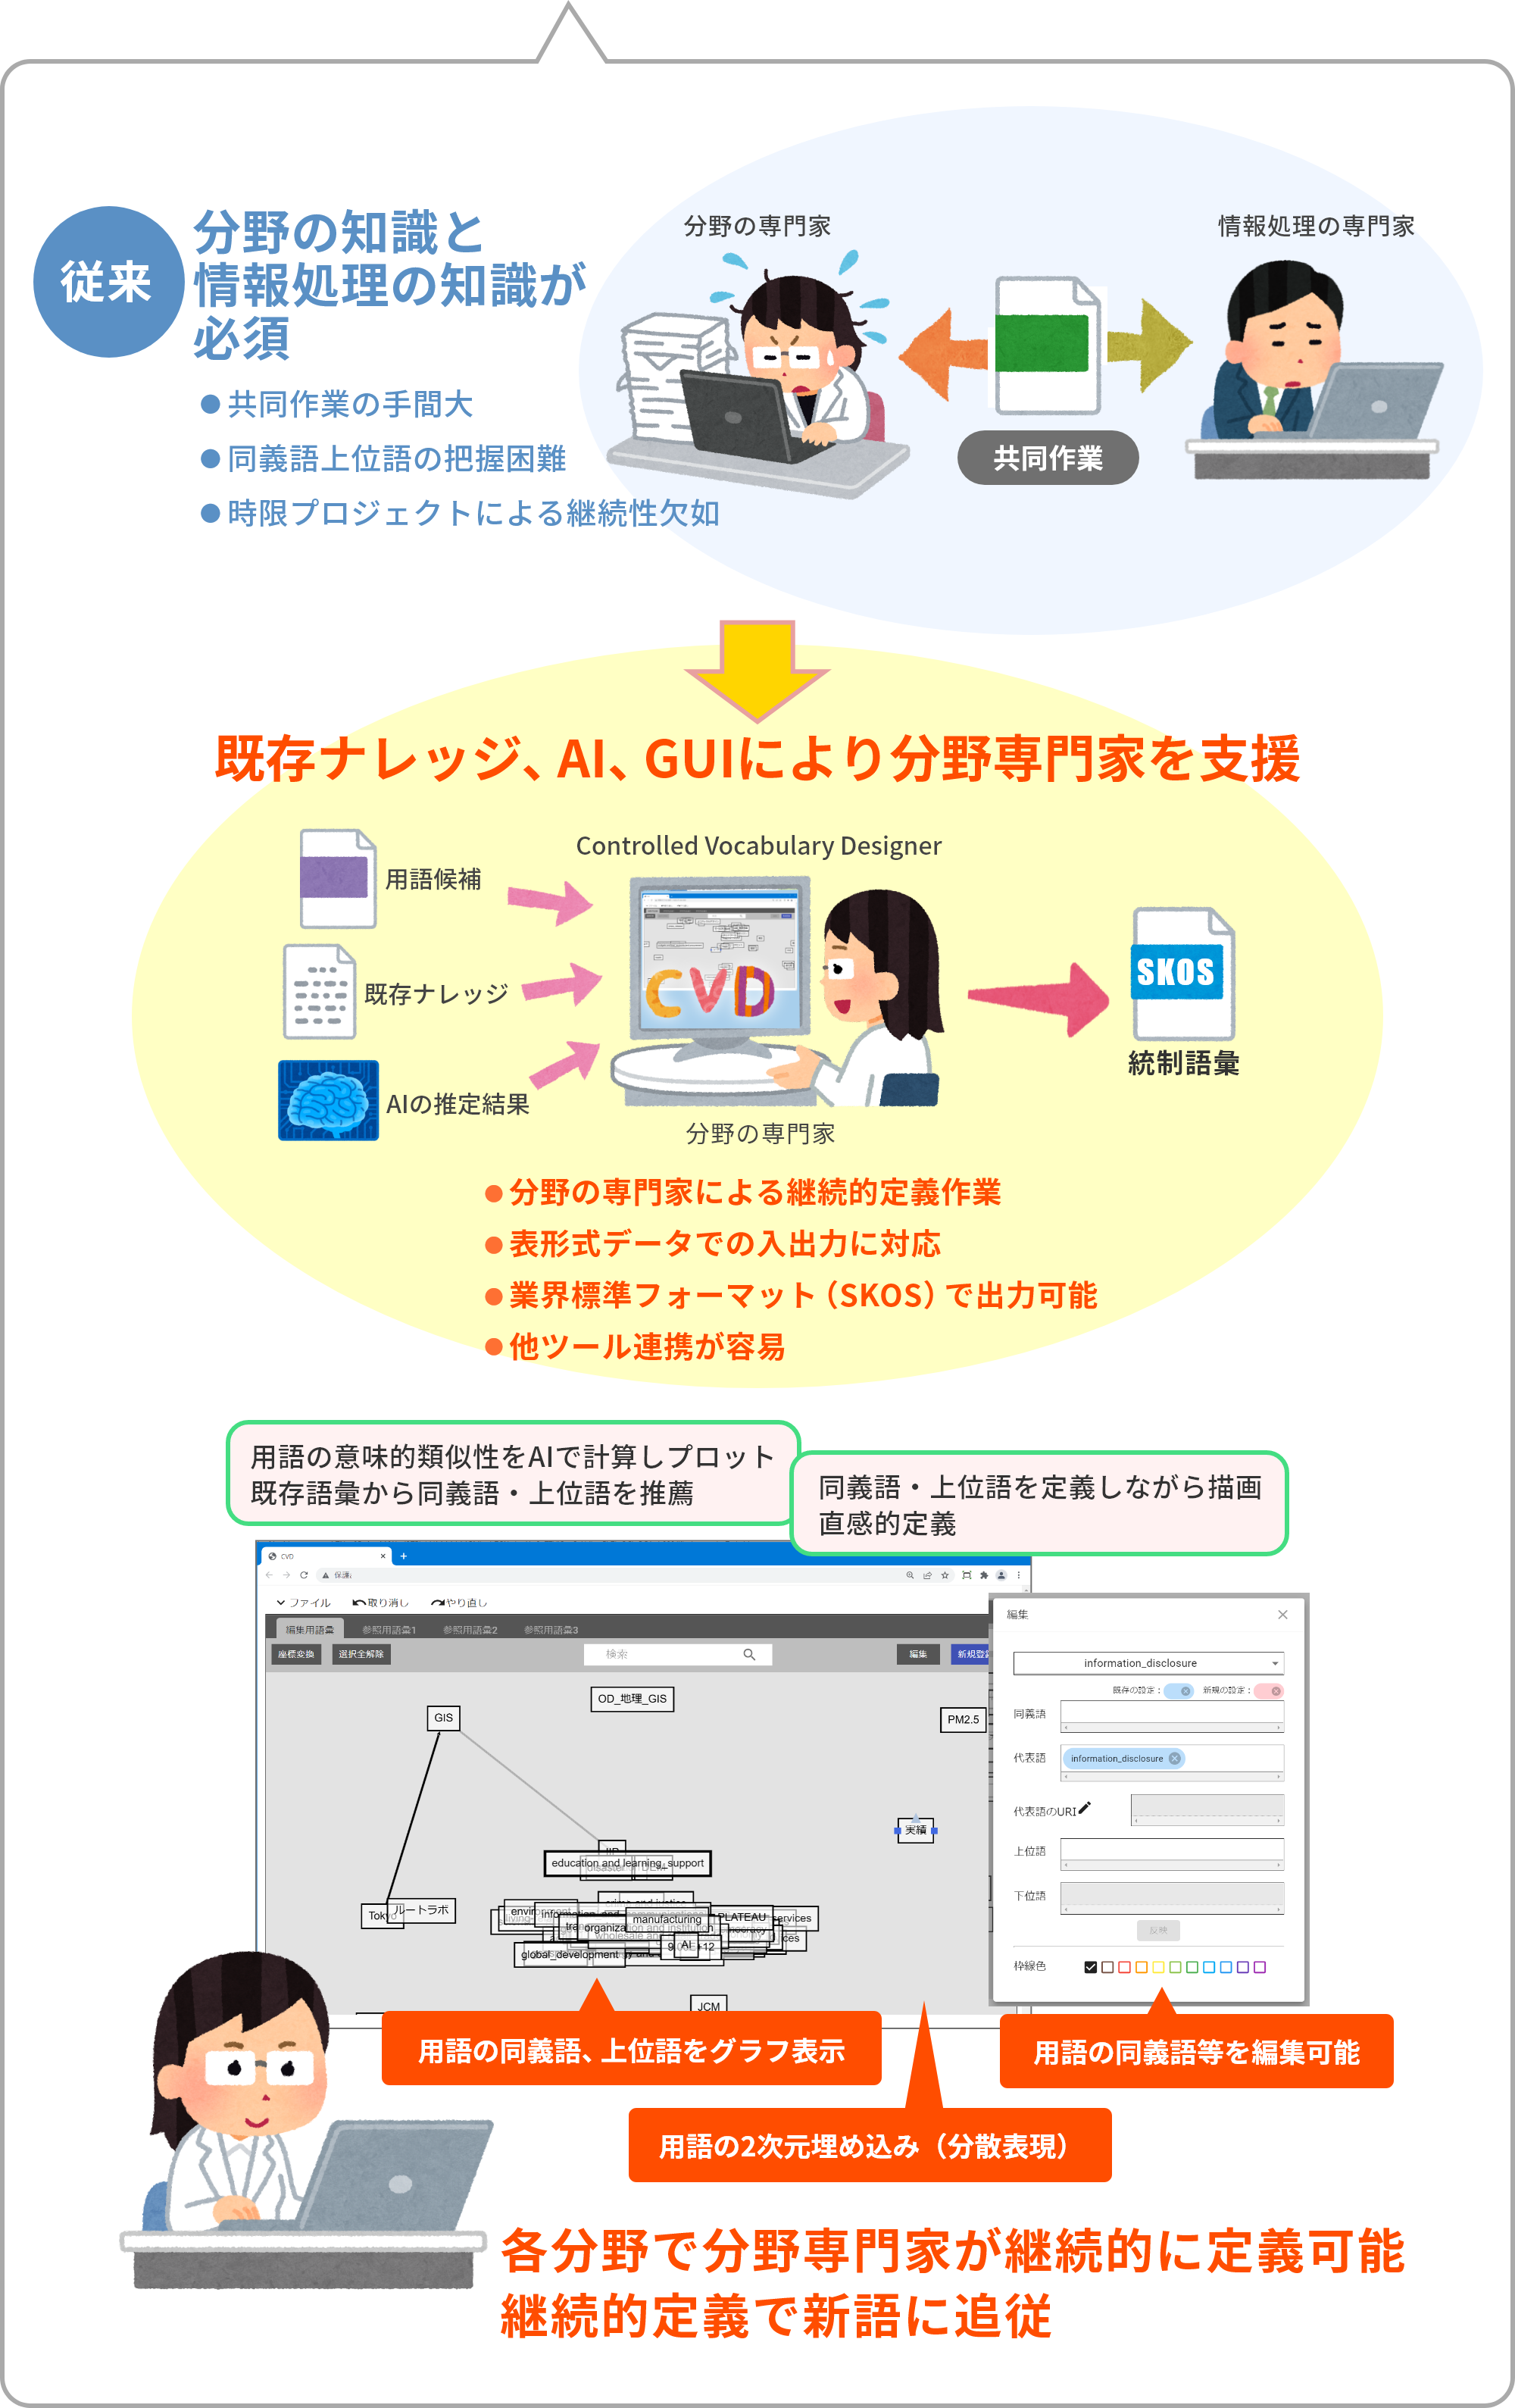 従来
分野の知識と
情報処理の知識が
必須
● 共同作業の手間大
● 同義語上位語の把握困難
● 時限プロジェクトによる継続性欠如
分野の専門家
情報処理の専門家
共同作業
既存ナレッジ、AI、GUIにより分野専門家を支援
Controlled Vocabulary Designer
用語候補
既存ナレッジ
AIの推定結果
CVD
分野の専門家
SKOS
統制語彙
● 分野の専門家による継続的定義作業
● 表形式データでの入出力に対応
● 業界標準フォーマット（SKOS）で出力可能
● 他ツール連携が容易
用語の意味的類似性をAIで計算しプロット
既存語彙から同義語・上位語を推薦
同義語・上位語を定義しながら描画
直感的定義
CVD
ファイル 取り消し やり直し
編集用語彙 参照用語彙1 参照用語彙2 参照用語彙3
座標変換 選択全解除 検索 編集 新規登録
OD_地理_GIS
GIS
PM2.5
実績
education and learning_support
Tokyo
ルートラボ
manufacturing
PLATEAU
services
AI
global_development
JCM
編集
information_disclosure
既存の設定： 新規の設定：
同義語
代表語
information_disclosure
代表語のURI
上位語
下位語
反映
枠線色
用語の同義語、上位語をグラフ表示
用語の同義語等を編集可能
用語の2次元埋め込み（分散表現）
各分野で分野専門家が継続的に定義可能
継続的定義で新語に追従